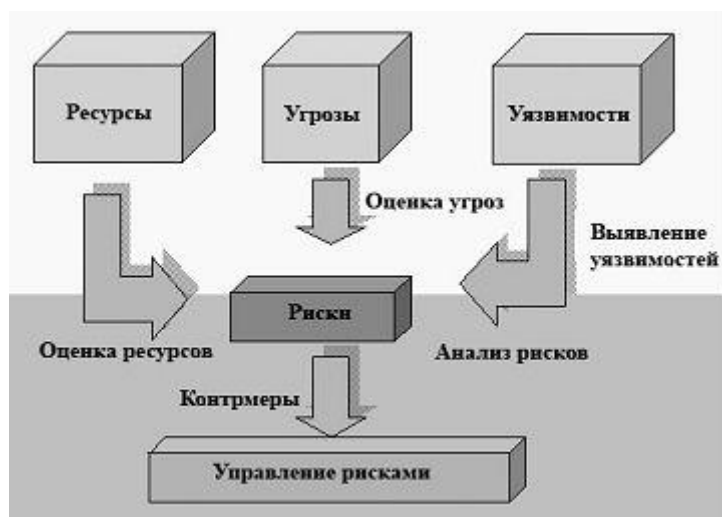 Ресурсы
Угрозы
Уязвимости
Оценка угроз
Выявление
уязвимостей
Риски
Оценка ресурсов
Анализ рисков
Контрмеры
Управление рисками